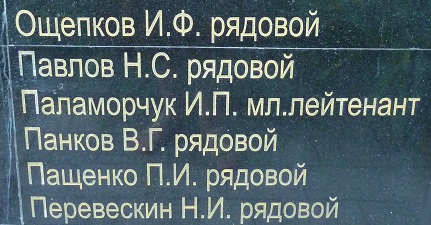 Ощепков И.Ф. рядовой
Павлов Н.С. рядовой
Паламорчук И.П. мл.лейтенант
Панков В.Г. рядовой
Пащенко П.И. рядовой
Перевескин Н.И. рядовой